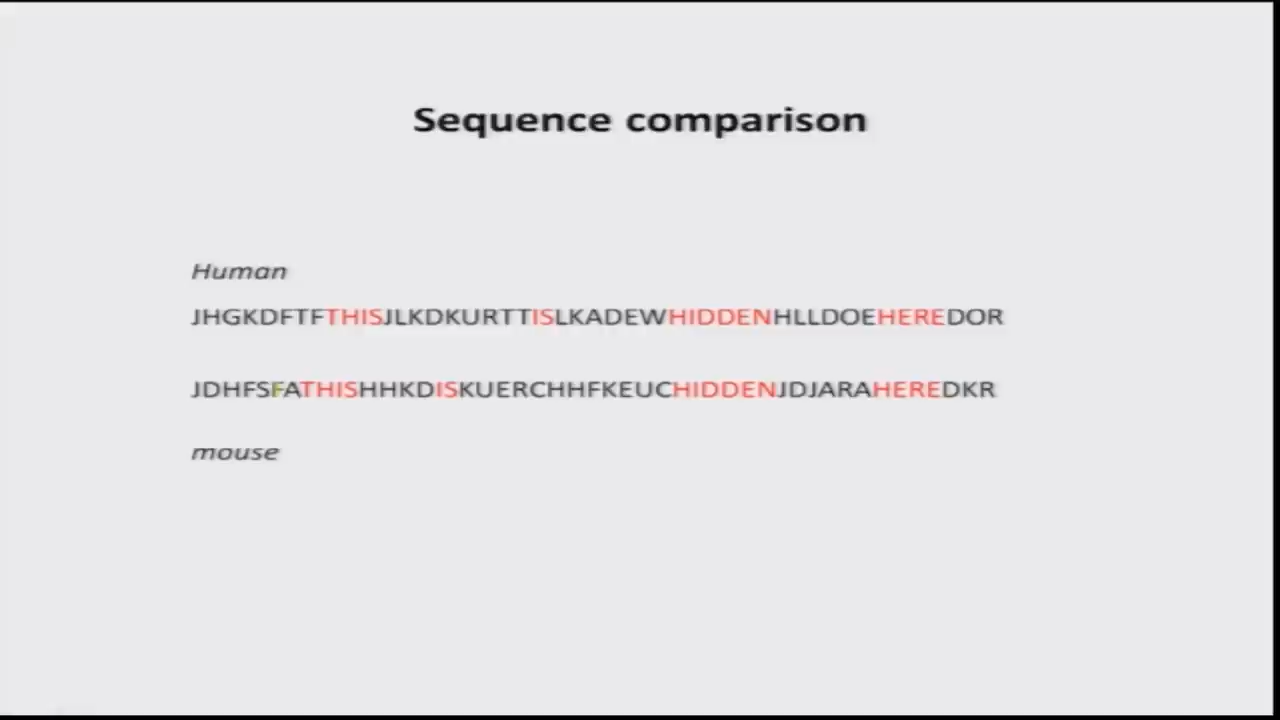 Sequence comparison
Human
JHGKDFTFTHISJLKDKURTTISLKADEWHIDDENHLLDOEHEREDOR
JDHFSFATHISHHKDISKUERCHHFKEUCHIDDENJDJARAHEREDKR
mouse